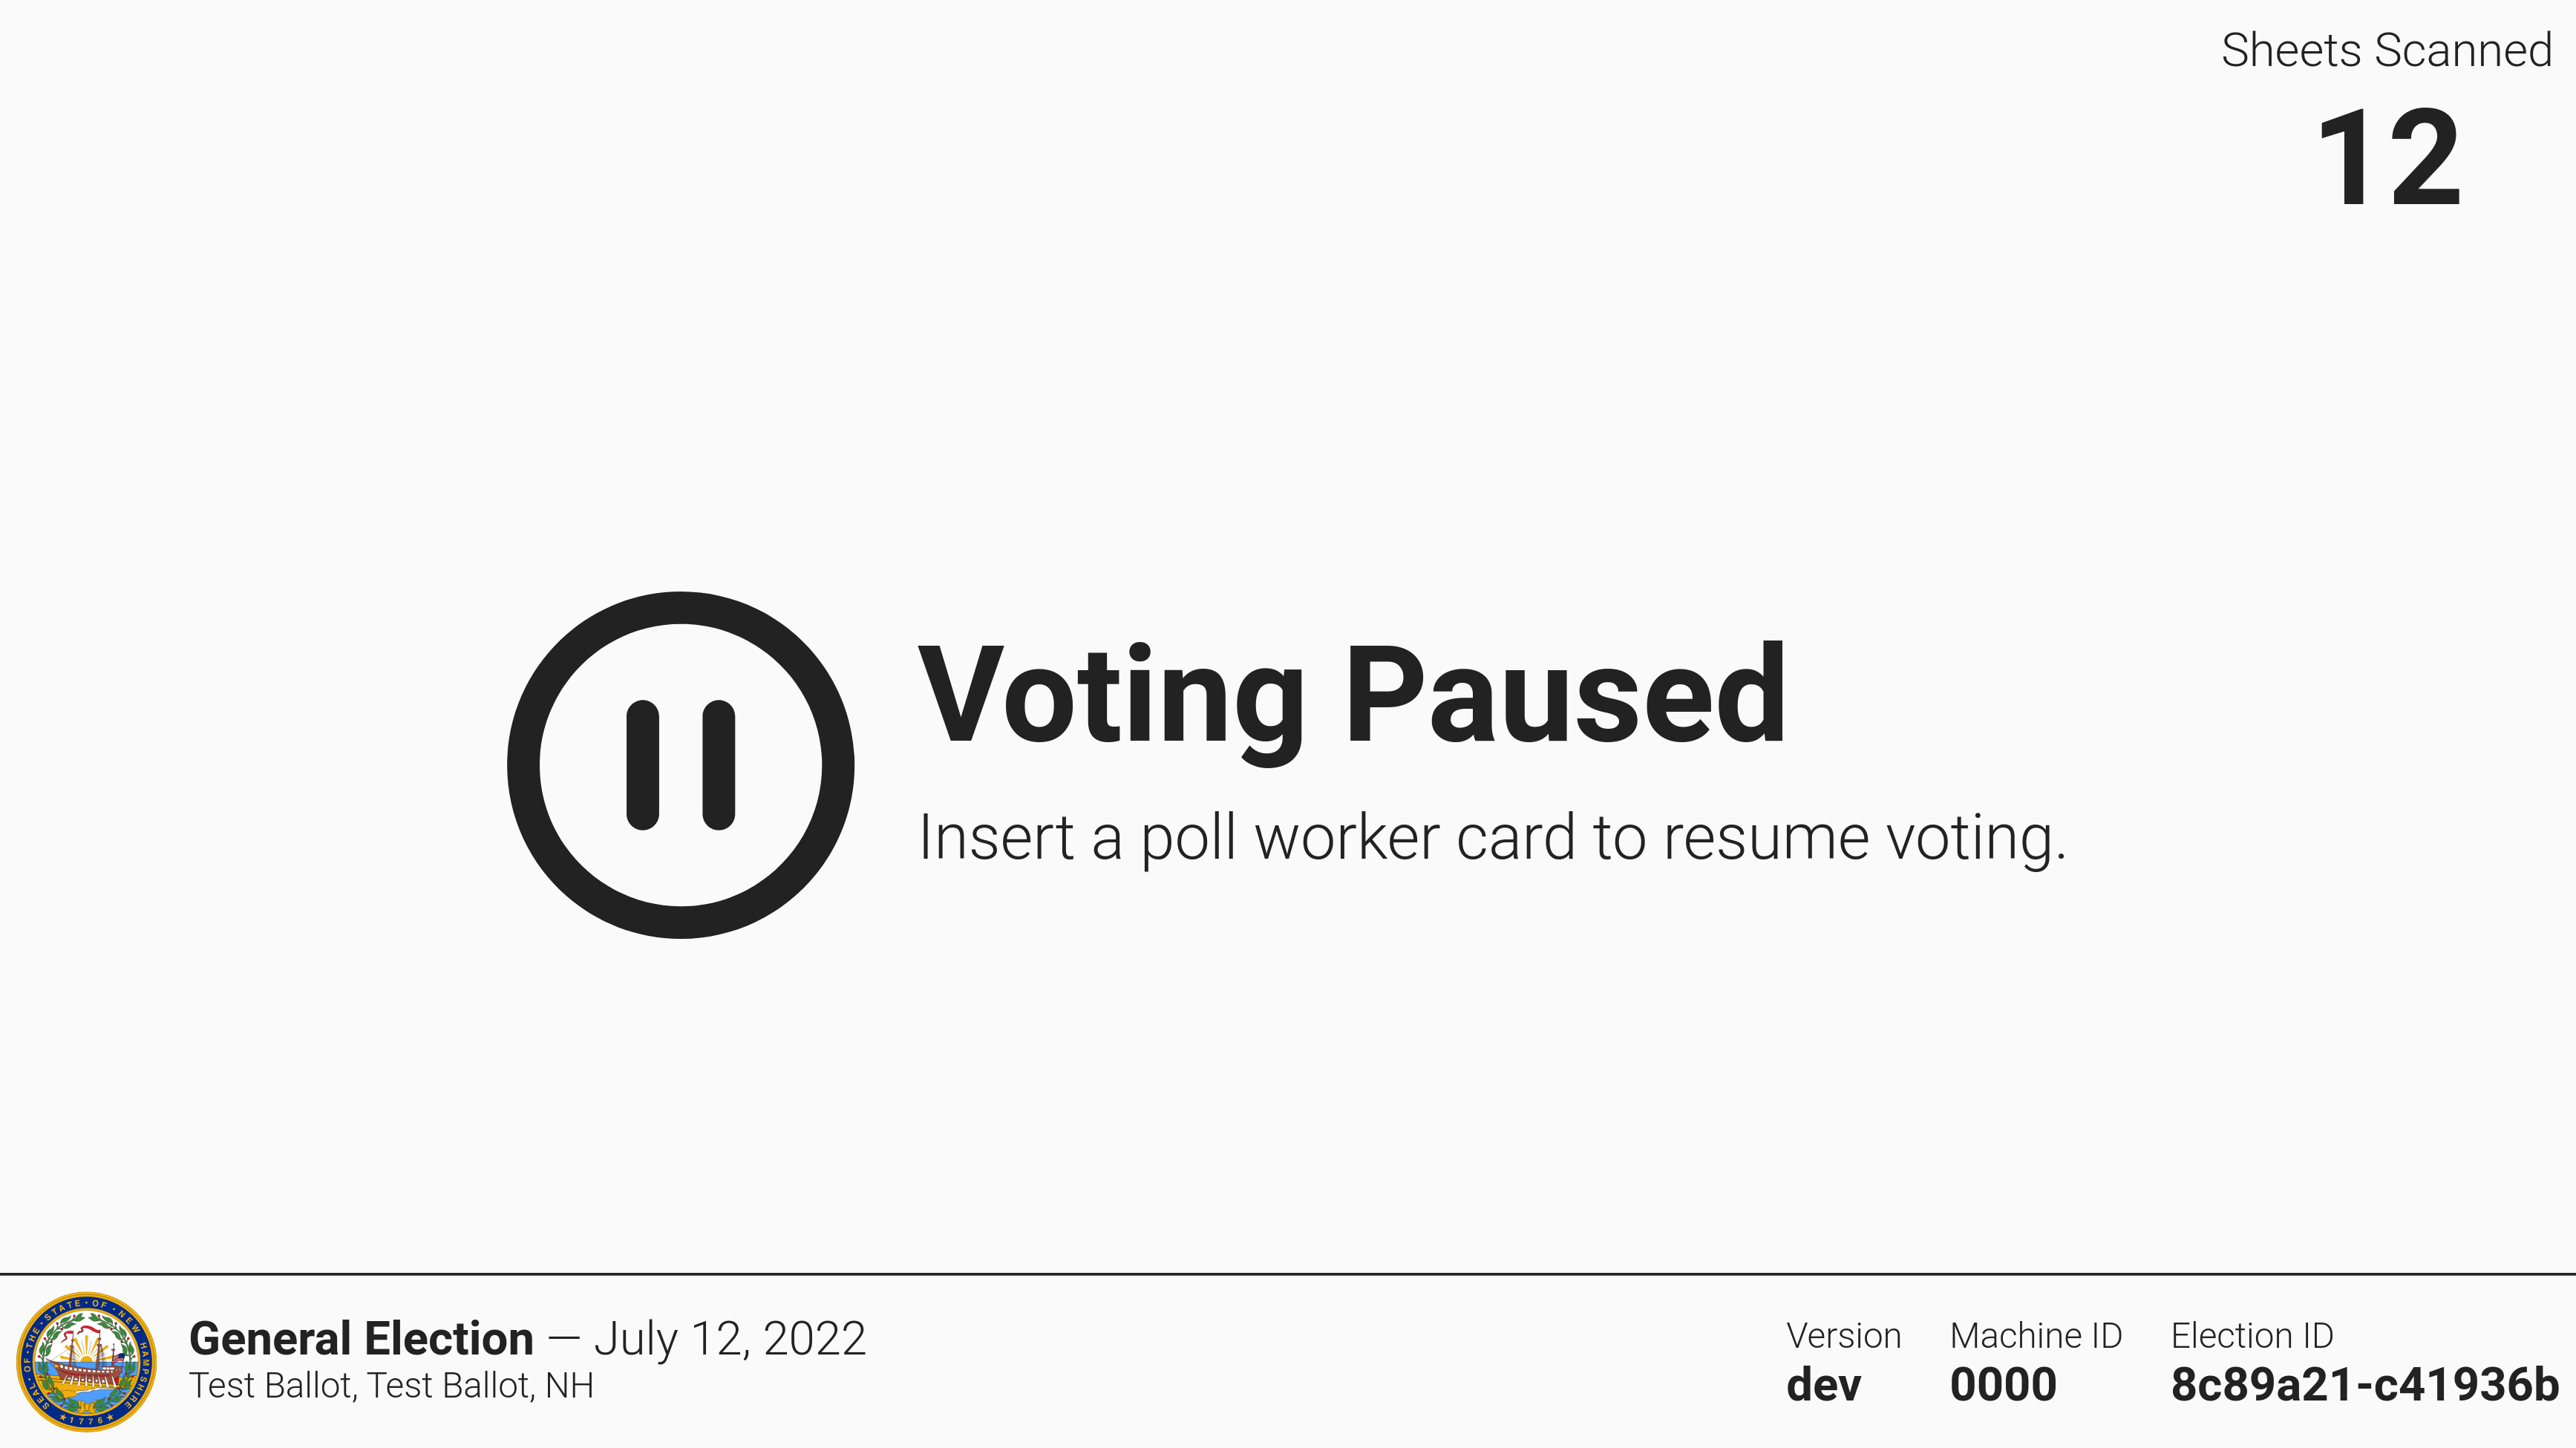 Sheets Scanned
12
Voting Paused
Insert a poll worker card to resume voting.
SEAL · OF · THE · STATE · OF · NEW HAMPSHIRE
★ 1776 ★
General Election — July 12, 2022
Test Ballot, Test Ballot, NH
Version
dev
Machine ID
0000
Election ID
8c89a21-c41936b